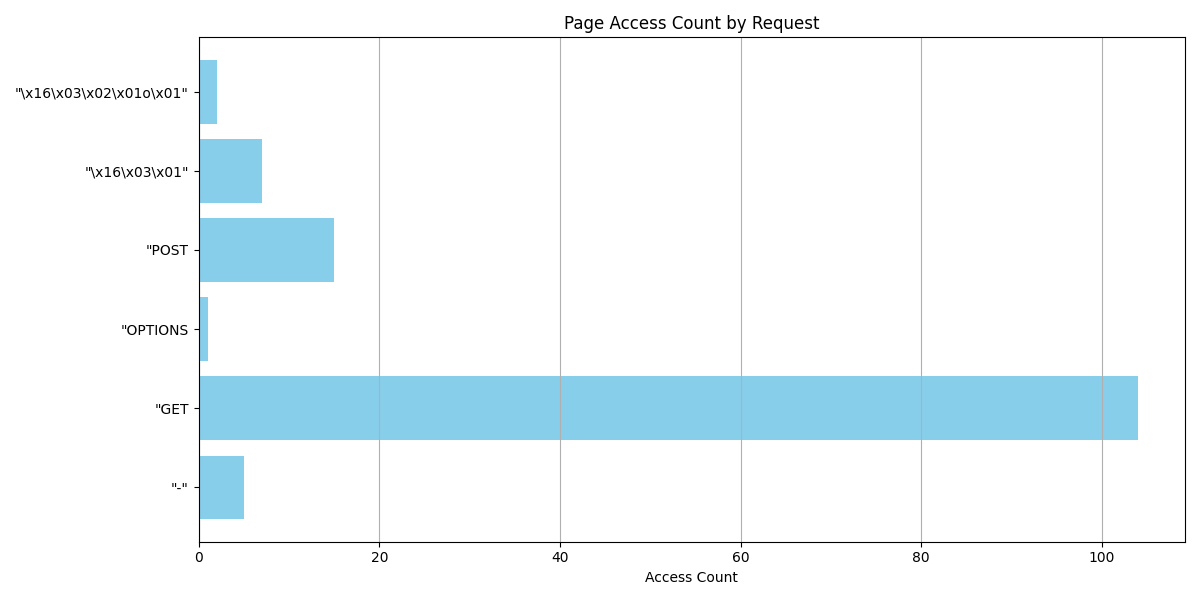 Page Access Count by Request
"\x16\x03\x02\x01o\x01"
"\x16\x03\x01"
"POST
"OPTIONS
"GET
"-"
0 20 40 60 80 100
Access Count